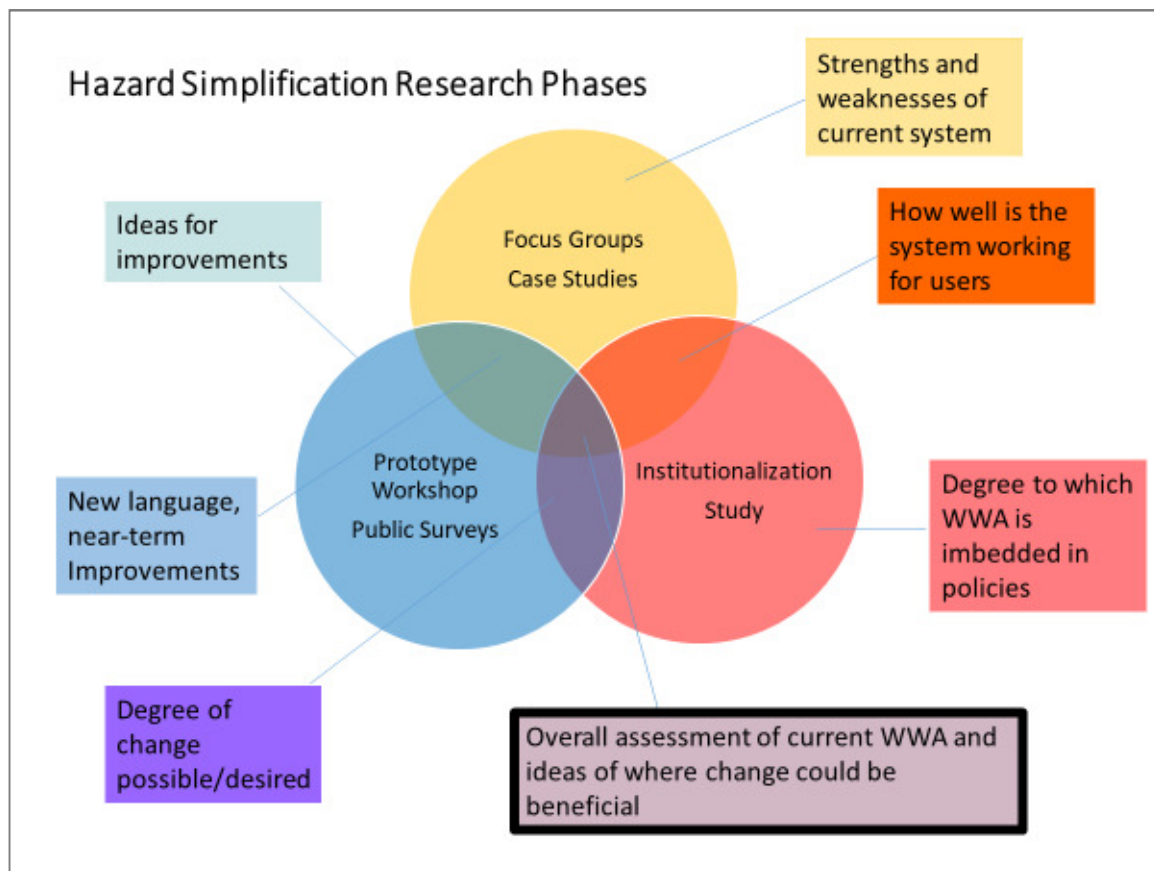 Hazard Simplification Research Phases
Strengths and
weaknesses of
current system
Ideas for
improvements
Focus Groups
Case Studies
How well is the
system working
for users
New language,
near-term
Improvements
Prototype
Workshop
Public Surveys
Institutionalization
Study
Degree to which
WWA is
imbedded in
policies
Degree of
change
possible/desired
Overall assessment of current WWA and
ideas of where change could be
beneficial